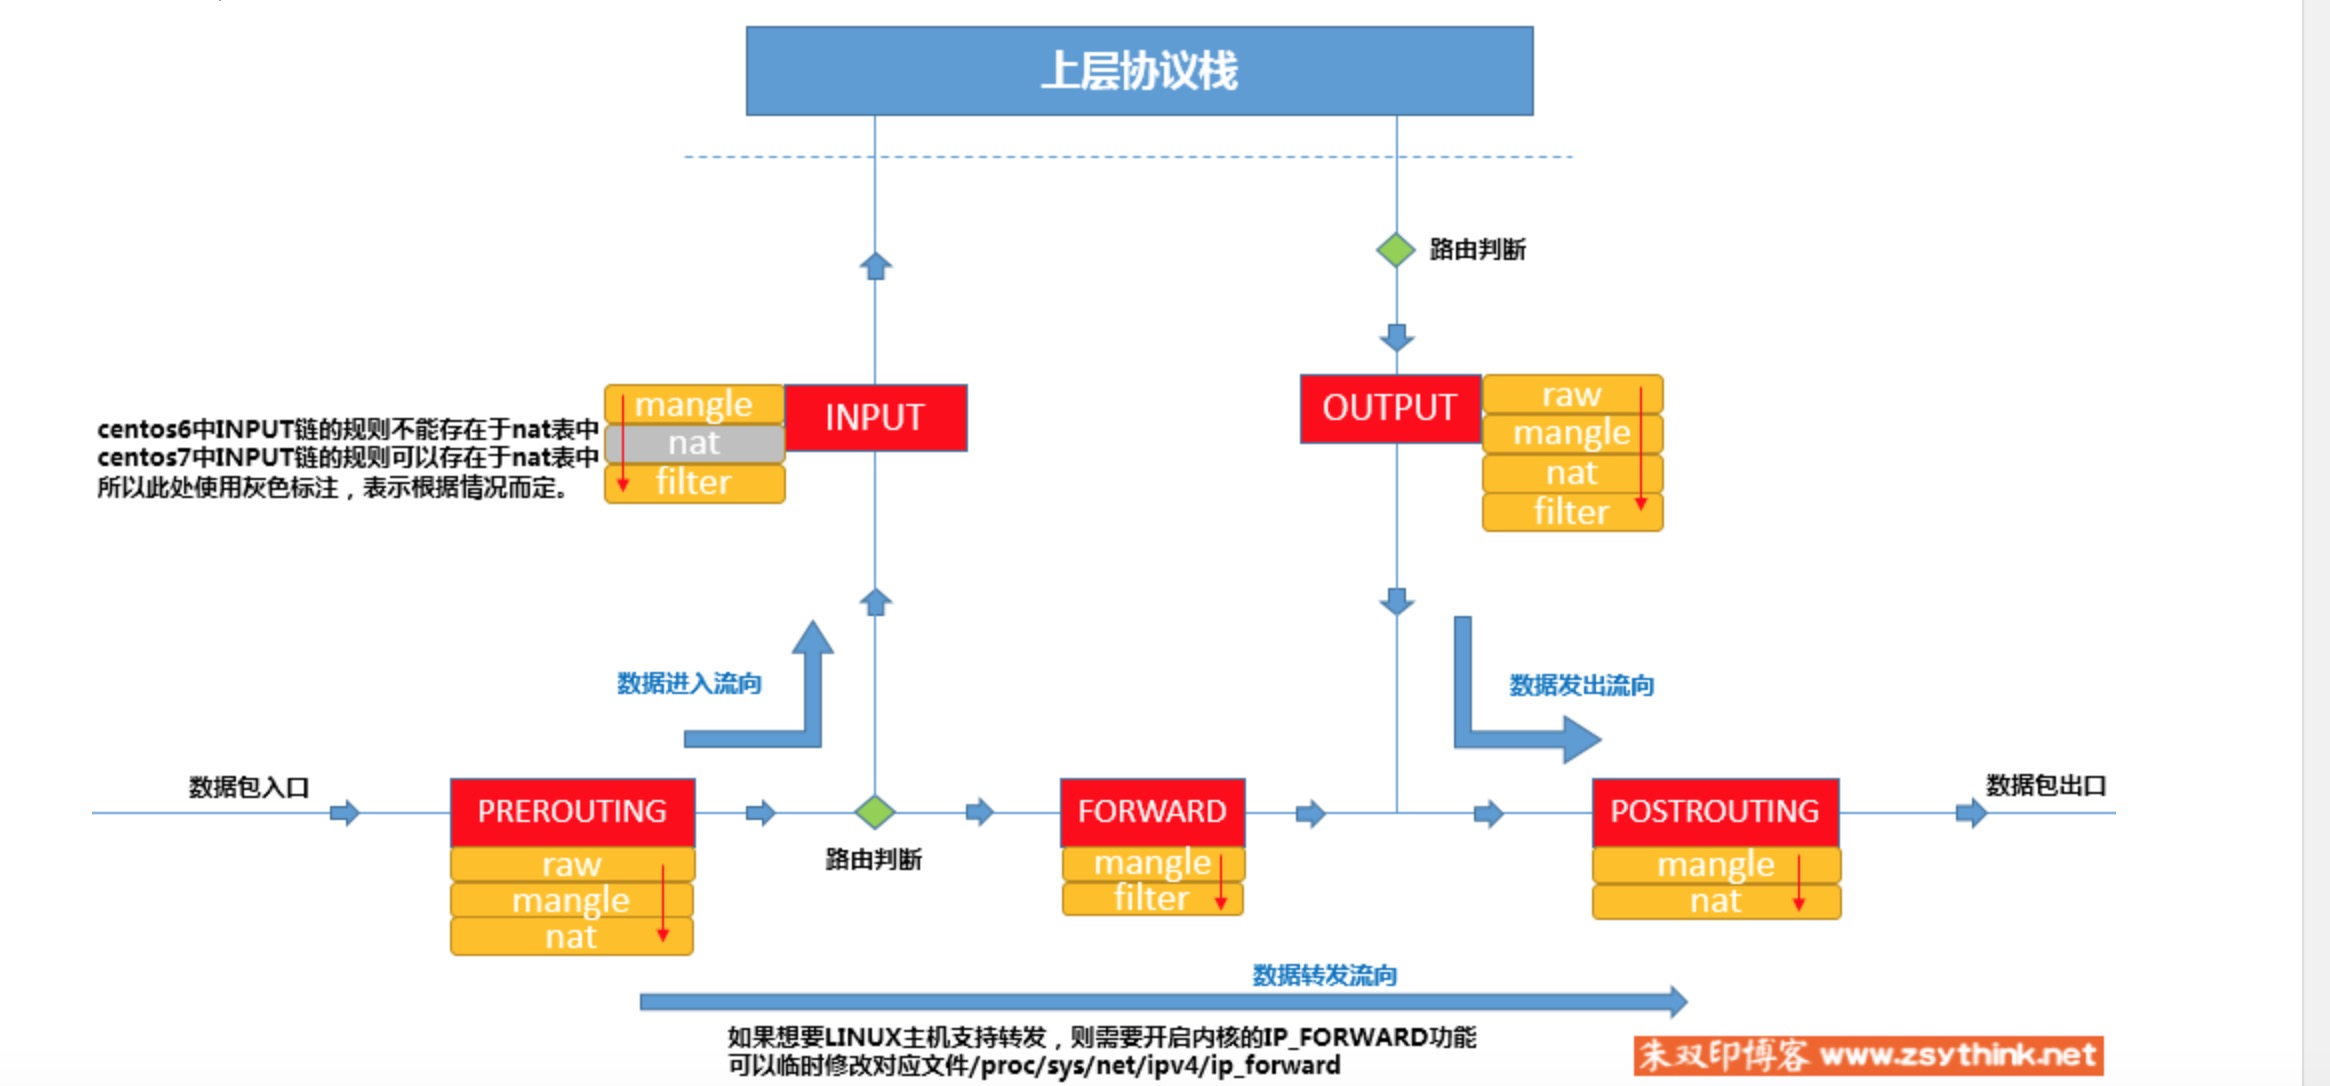 上层协议栈
路由判断
mangle
nat
filter
INPUT
OUTPUT
raw
mangle
nat
filter
centos6中INPUT链的规则不能存在于nat表中
centos7中INPUT链的规则可以存在于nat表中
所以此处使用灰色标注，表示根据情况而定。
数据进入流向
数据发出流向
数据包入口
数据包出口
PREROUTING
raw
mangle
nat
路由判断
FORWARD
mangle
filter
POSTROUTING
mangle
nat
数据转发流向
如果想要LINUX主机支持转发，则需要开启内核的IP_FORWARD功能
可以临时修改对应文件/proc/sys/net/ipv4/ip_forward
朱双印博客 www.zsythink.net